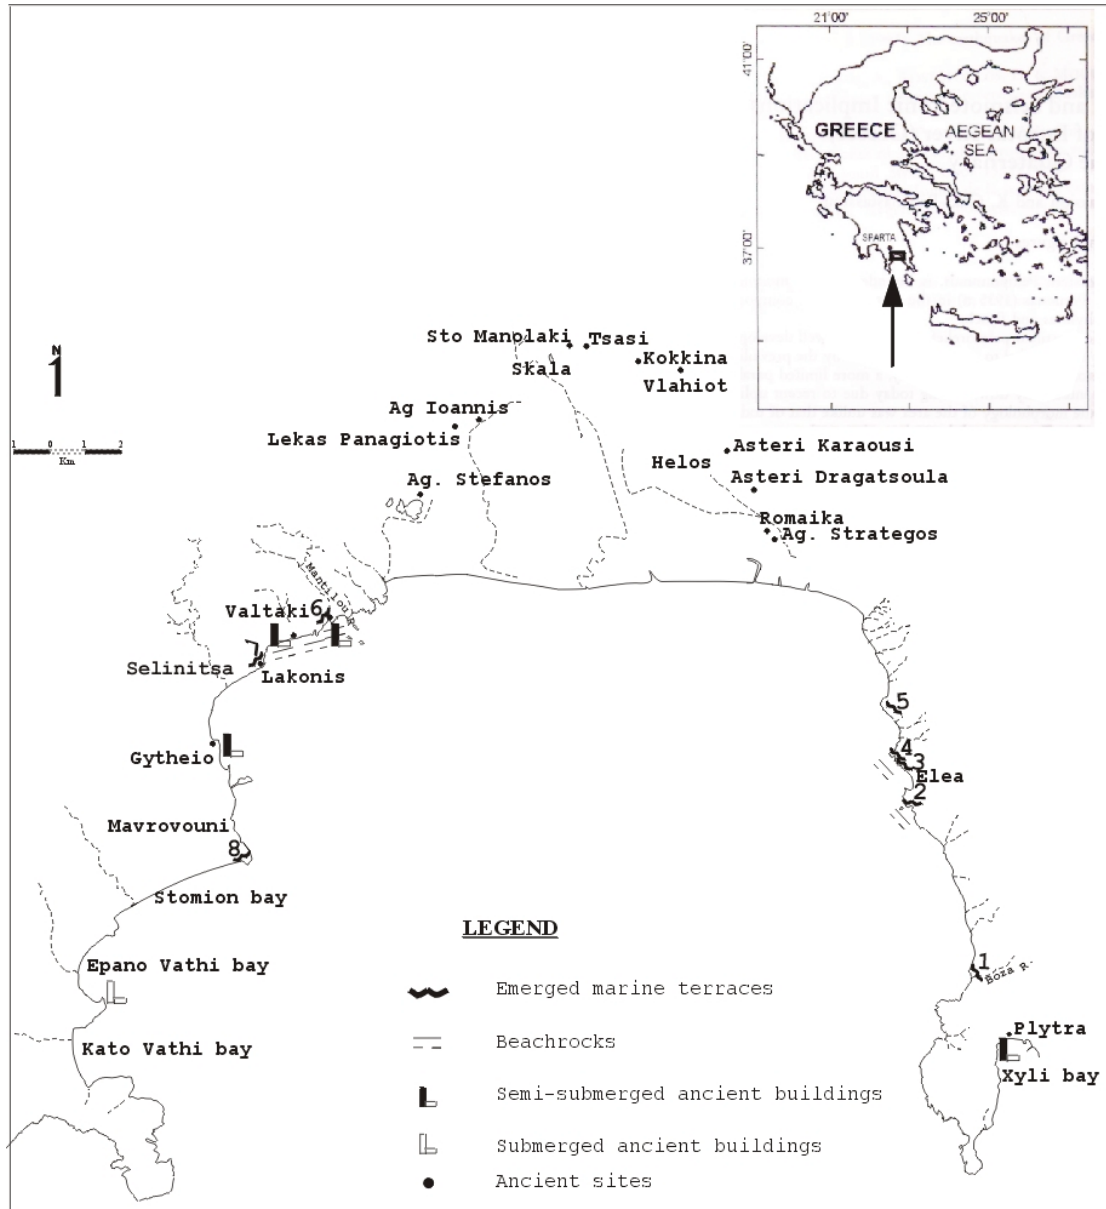 21°00'
25°00'
41°00'
GREECE
AEGEAN
SEA
37°00'
SPARTA
N
1 0 1 2
Km
Sto Manolaki
Tsasi
Skala
Kokkina
Vlahiot
Ag Ioannis
Lekas Panagiotis
Ag. Stefanos
Helos
Asteri Karaousi
Asteri Dragatsoula
Romaika
Ag. Strategos
Mantilou R.
Valtaki
6
7
Selinitsa
Lakonis
5
4
3
Elea
2
Gytheio
Mavrovouni
8
Stomion bay
LEGEND
Epano Vathi bay
1
Boza R.
Emerged marine terraces
Plytra
Beachrocks
Kato Vathi bay
Xyli bay
Semi-submerged ancient buildings
Submerged ancient buildings
Ancient sites